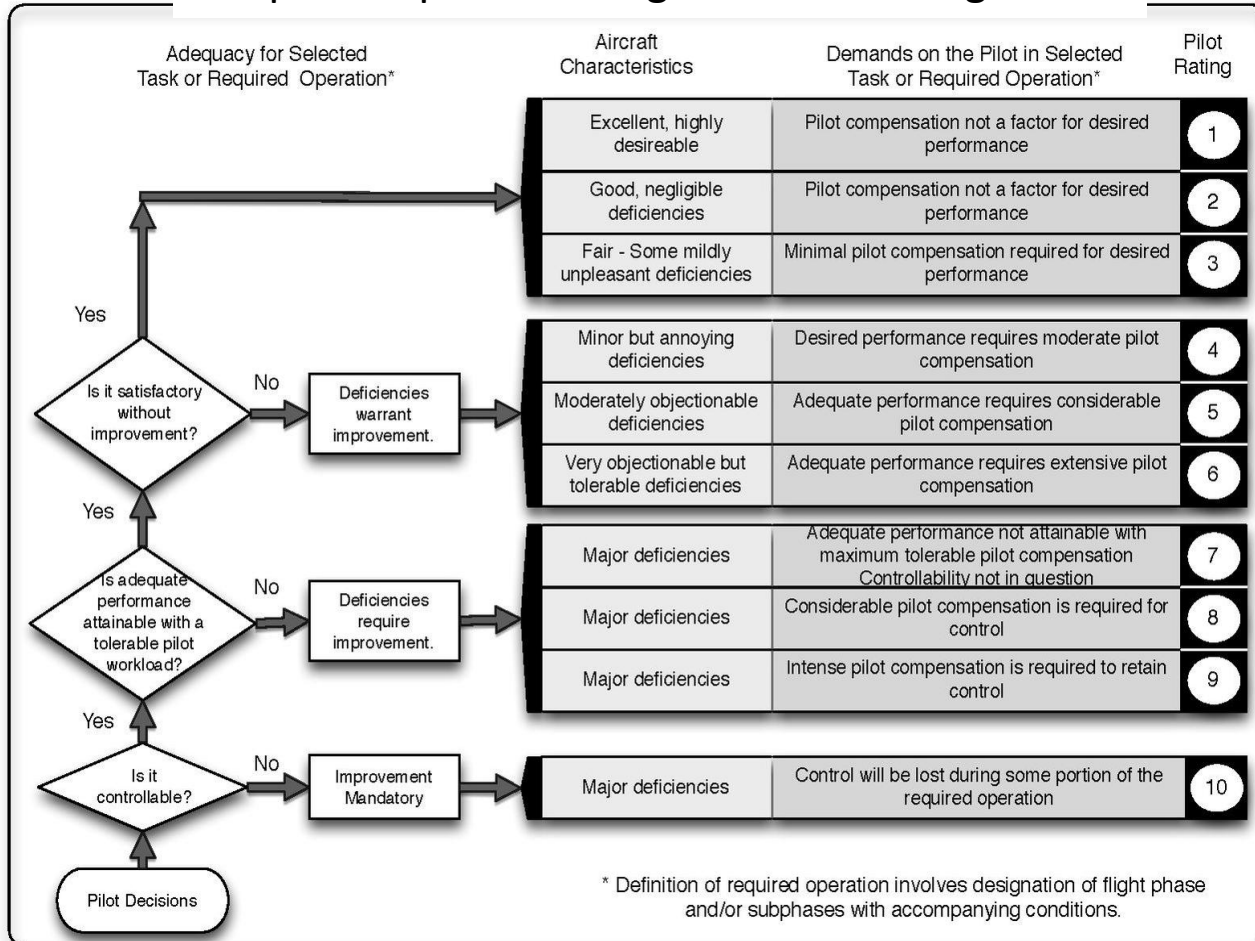 Adequacy for Selected
Task or Required Operation*
Aircraft
Characteristics
Demands on the Pilot in Selected
Task or Required Operation*
Pilot
Rating
Excellent, highly
desireable
Pilot compensation not a factor for desired
performance
1
Good, negligible
deficiencies
Pilot compensation not a factor for desired
performance
2
Fair - Some mildly
unpleasant deficiencies
Minimal pilot compensation required for desired
performance
3
Yes
Is it satisfactory
without
improvement?
No
Deficiencies
warrant
improvement.
Minor but annoying
deficiencies
Desired performance requires moderate pilot
compensation
4
Moderately objectionable
deficiencies
Adequate performance requires considerable
pilot compensation
5
Very objectionable but
tolerable deficiencies
Adequate performance requires extensive pilot
compensation
6
Yes
Is adequate
performance
attainable with a
tolerable pilot
workload?
No
Deficiencies
require
improvement.
Major deficiencies
Adequate performance not attainable with
maximum tolerable pilot compensation
Controllability not in question
7
Major deficiencies
Considerable pilot compensation is required for
control
8
Major deficiencies
Intense pilot compensation is required to retain
control
9
Yes
Is it
controllable?
No
Improvement
Mandatory
Major deficiencies
Control will be lost during some portion of the
required operation
10
Pilot Decisions
* Definition of required operation involves designation of flight phase
and/or subphases with accompanying conditions.